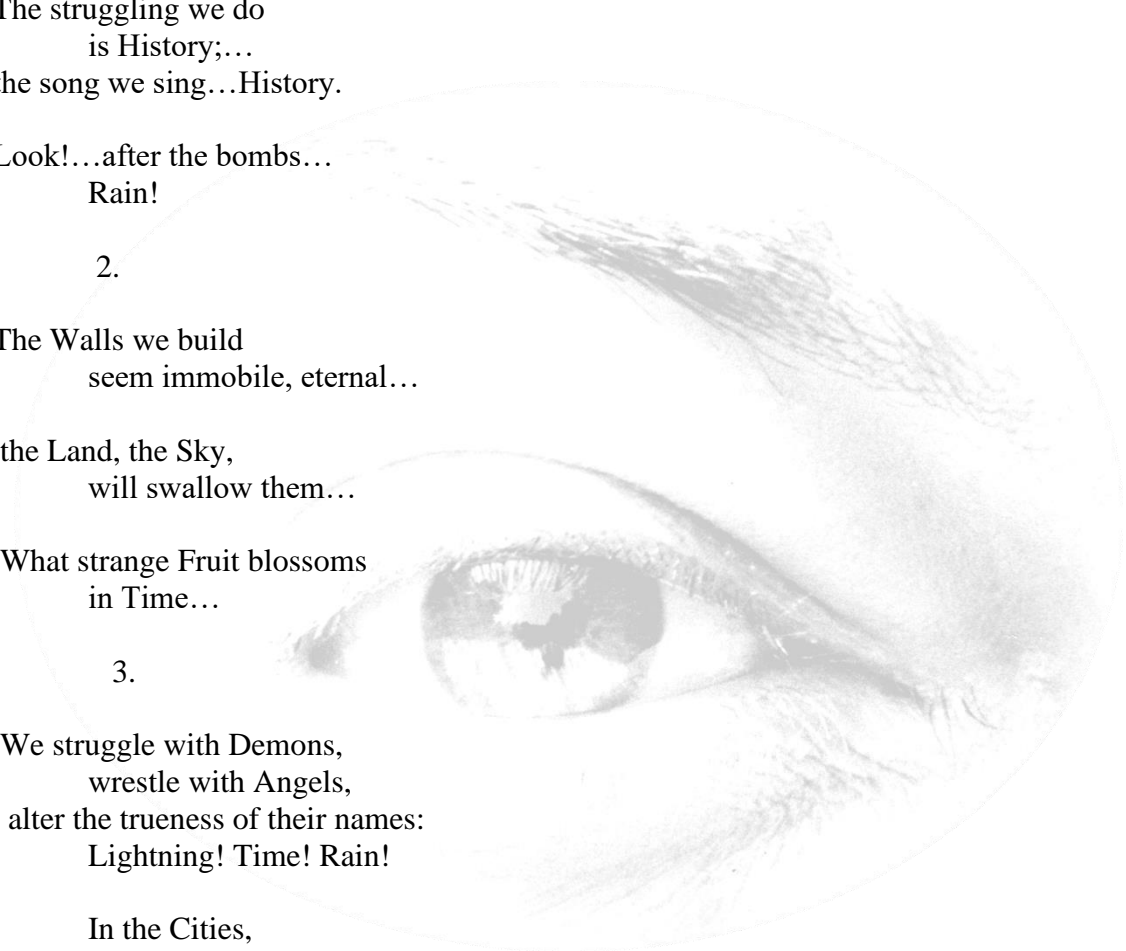 The struggling we do
is History;…
the song we sing…History.
Look!…after the bombs…
Rain!
2.
The Walls we build
seem immobile, eternal…
the Land, the Sky,
will swallow them…
What strange Fruit blossoms
in Time…
3.
We struggle with Demons,
wrestle with Angels,
alter the trueness of their names:
Lightning! Time! Rain!
In the Cities,